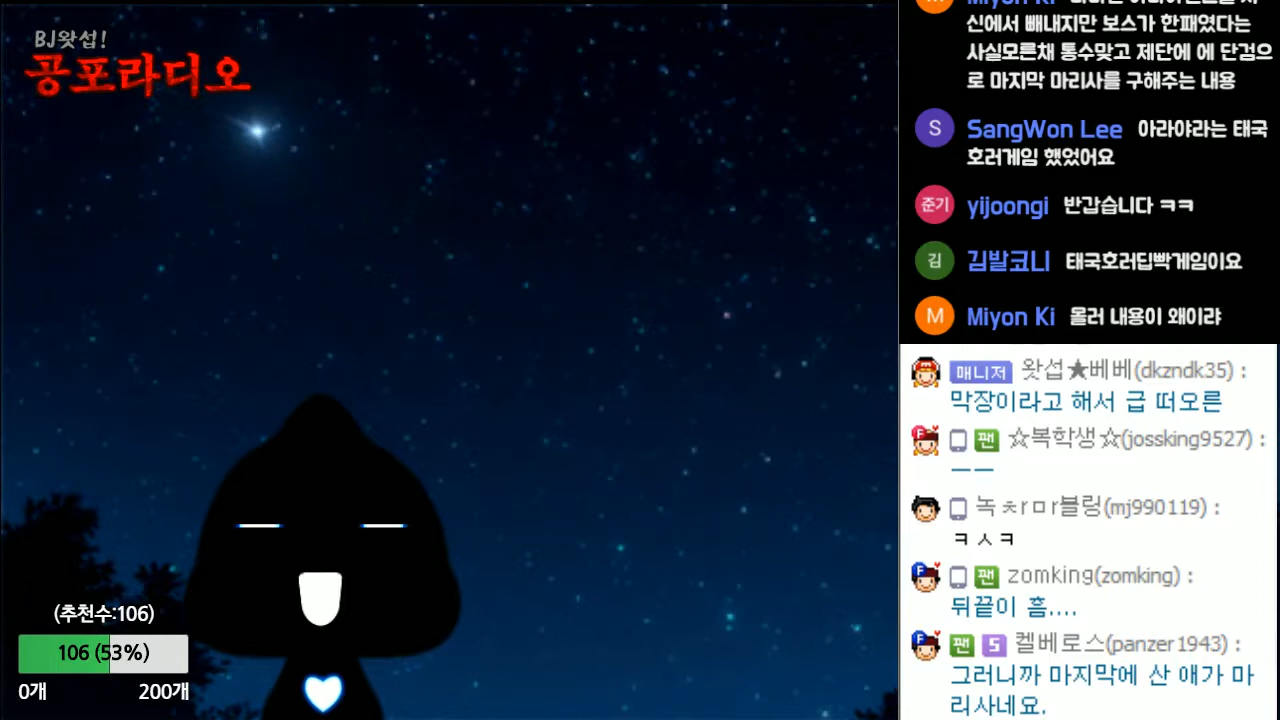 BJ왓섭!
공포라디오
(추천수:106)
106 (53%)
0개
200개
Miyon Ki
신에서 빼내지만 보스가 한패였다는
사실모른채 통수맞고 제단에 에 단검으
로 마지막 마리사를 구해주는 내용
S SangWon Lee 아라야라는 태국
호러게임 했었어요
준기 yijoongi 반갑습니다 ㅋㅋ
김 김발코니 태국호러딥빡게임이요
M Miyon Ki 몰러 내용이 왜이랴
매니저 왓섭★베베(dkzndk35) :
막장이라고 해서 급 떠오른
F 팬 ☆복학생☆(jossking9527) :
ㅡㅡ
녹ㅊrㅁr블링(mj990119) :
ㅋㅅㅋ
F 팬 zomking(zomking) :
뒤끝이 흠....
F 팬 S 켈베로스(panzer1943) :
그러니까 마지막에 산 애가 마
리사네요.